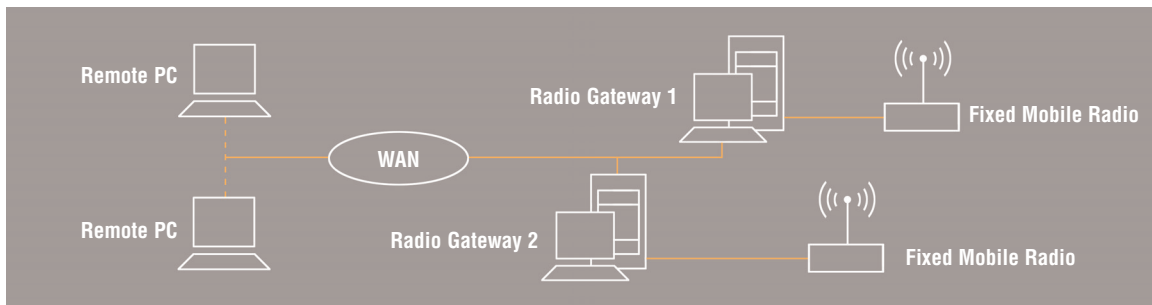 Remote PC
Radio Gateway 1
Fixed Mobile Radio
WAN
Remote PC
Radio Gateway 2
Fixed Mobile Radio